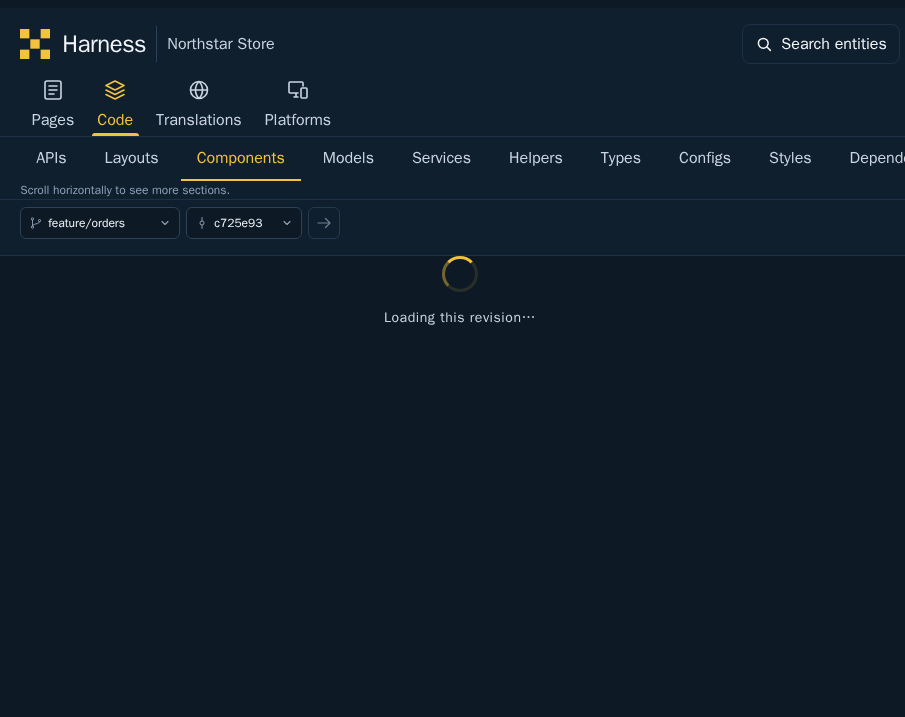 Harness
Northstar Store
Search entities
Pages
Code
Translations
Platforms
APIs
Layouts
Components
Models
Services
Helpers
Types
Configs
Styles
Depend
Scroll horizontally to see more sections.
feature/orders
c725e93
Loading this revision…